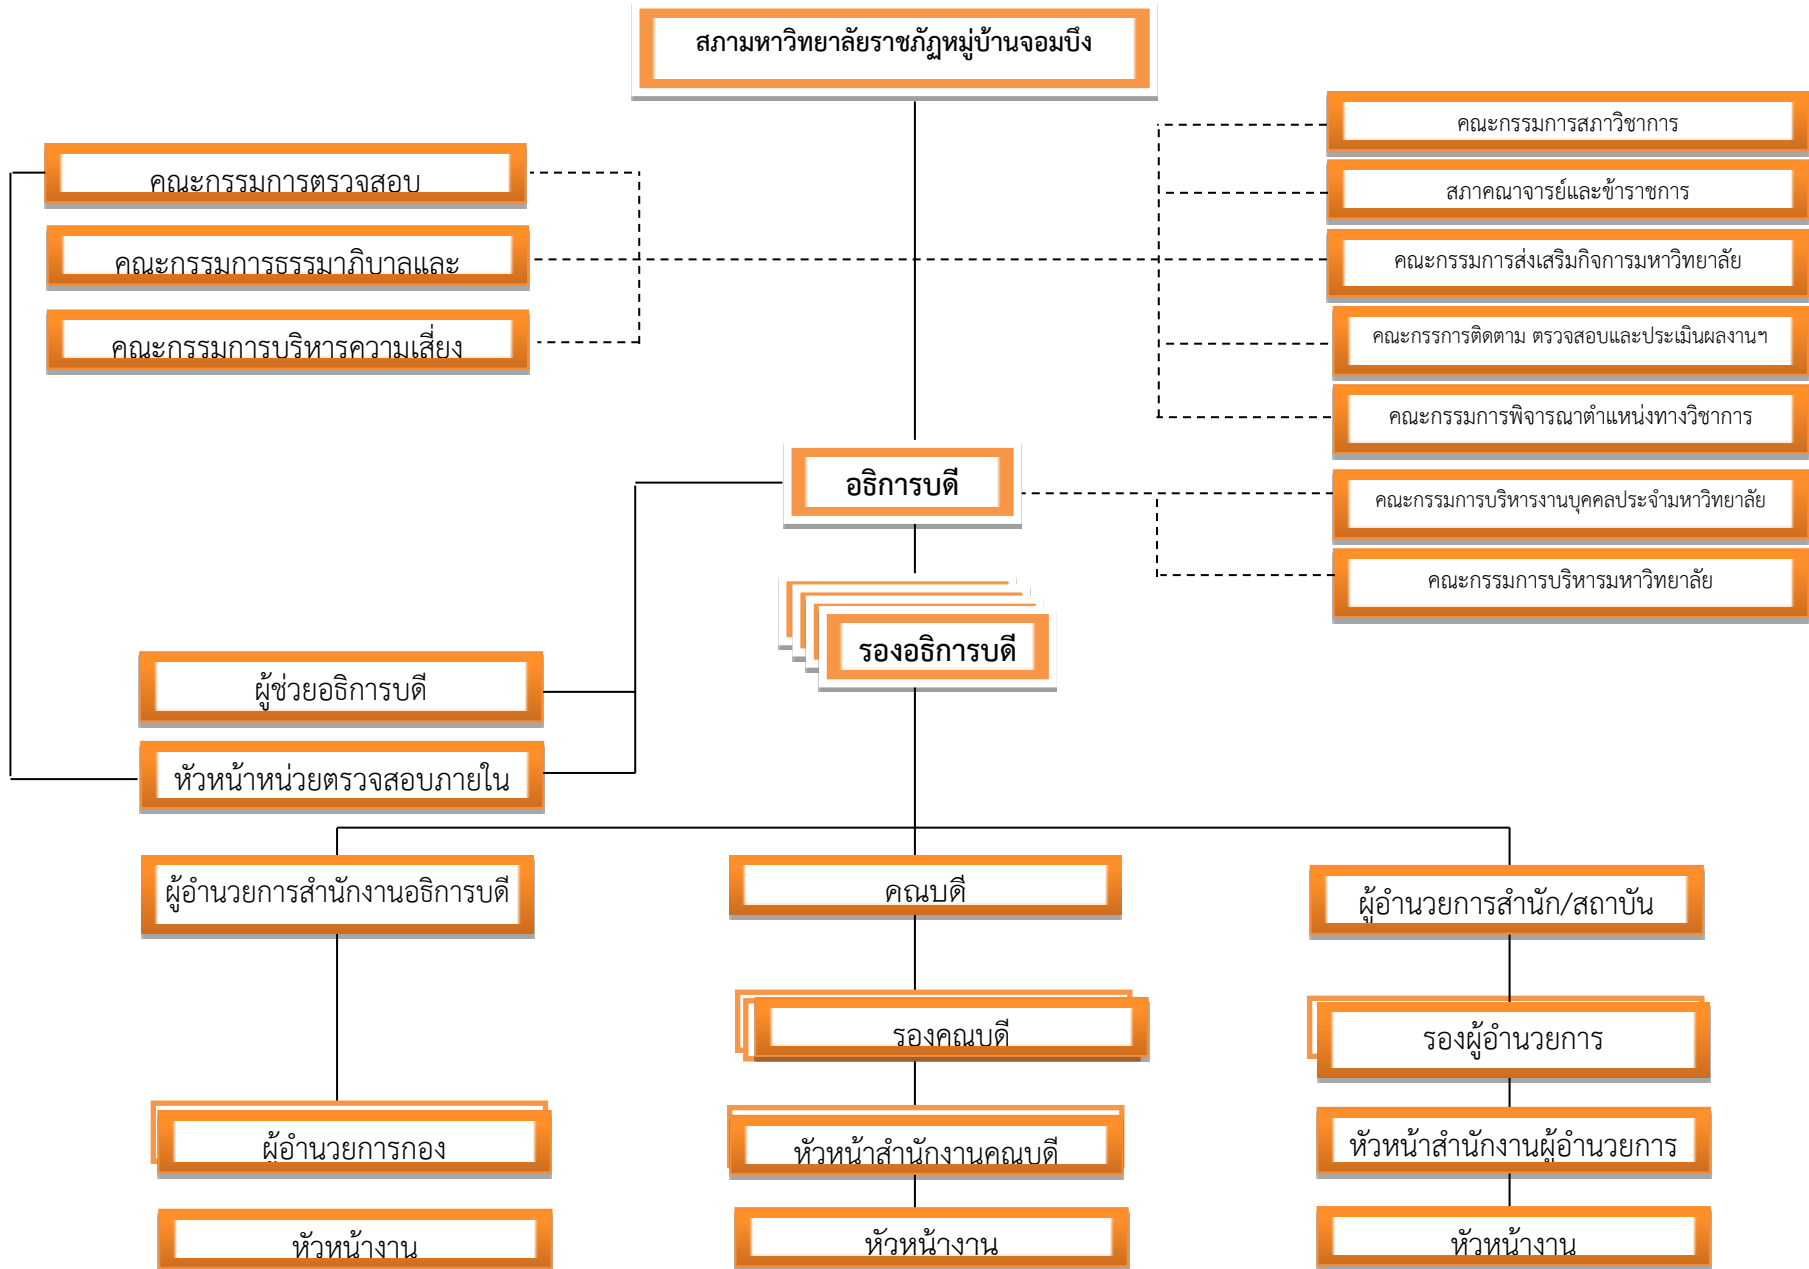 สภามหาวิทยาลัยราชภัฏหมู่บ้านจอมบึง
คณะกรรมการสภาวิชาการ
คณะกรรมการตรวจสอบ
สภาคณาจารย์และข้าราชการ
คณะกรรมการธรรมาภิบาลและ
คณะกรรมการส่งเสริมกิจการมหาวิทยาลัย
คณะกรรมการบริหารความเสี่ยง
คณะกรรการติดตาม ตรวจสอบและประเมินผลงานฯ
คณะกรรมการพิจารณาตำแหน่งทางวิชาการ
อธิการบดี
คณะกรรมการบริหารงานบุคคลประจำมหาวิทยาลัย
คณะกรรมการบริหารมหาวิทยาลัย
รองอธิการบดี
ผู้ช่วยอธิการบดี
หัวหน้าหน่วยตรวจสอบภายใน
ผู้อำนวยการสำนักงานอธิการบดี
คณบดี
ผู้อำนวยการสำนัก/สถาบัน
รองคณบดี
รองผู้อำนวยการ
ผู้อำนวยการกอง
หัวหน้าสำนักงานคณบดี
หัวหน้าสำนักงานผู้อำนวยการ
หัวหน้างาน
หัวหน้างาน
หัวหน้างาน